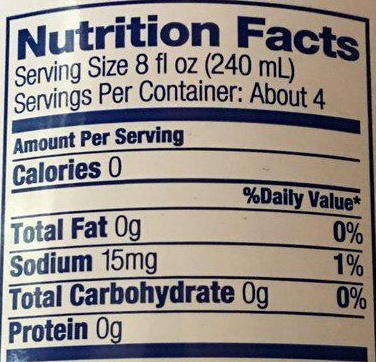 Nutrition Facts
Serving Size 8 fl oz (240 mL)
Servings Per Container: About 4
Amount Per Serving
Calories 0
%Daily Value*
Total Fat 0g 0%
Sodium 15mg 1%
Total Carbohydrate 0g 0%
Protein 0g